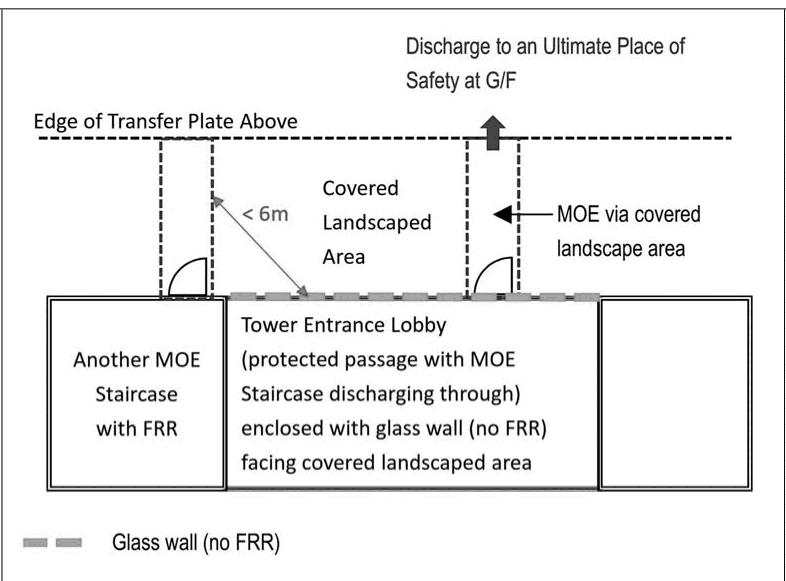 Discharge to an Ultimate Place of
Safety at G/F
Edge of Transfer Plate Above
Covered
Landscaped
Area
< 6m
MOE via covered
landscape area
Another MOE
Staircase
with FRR
Tower Entrance Lobby
(protected passage with MOE
Staircase discharging through)
enclosed with glass wall (no FRR)
facing covered landscaped area
Glass wall (no FRR)